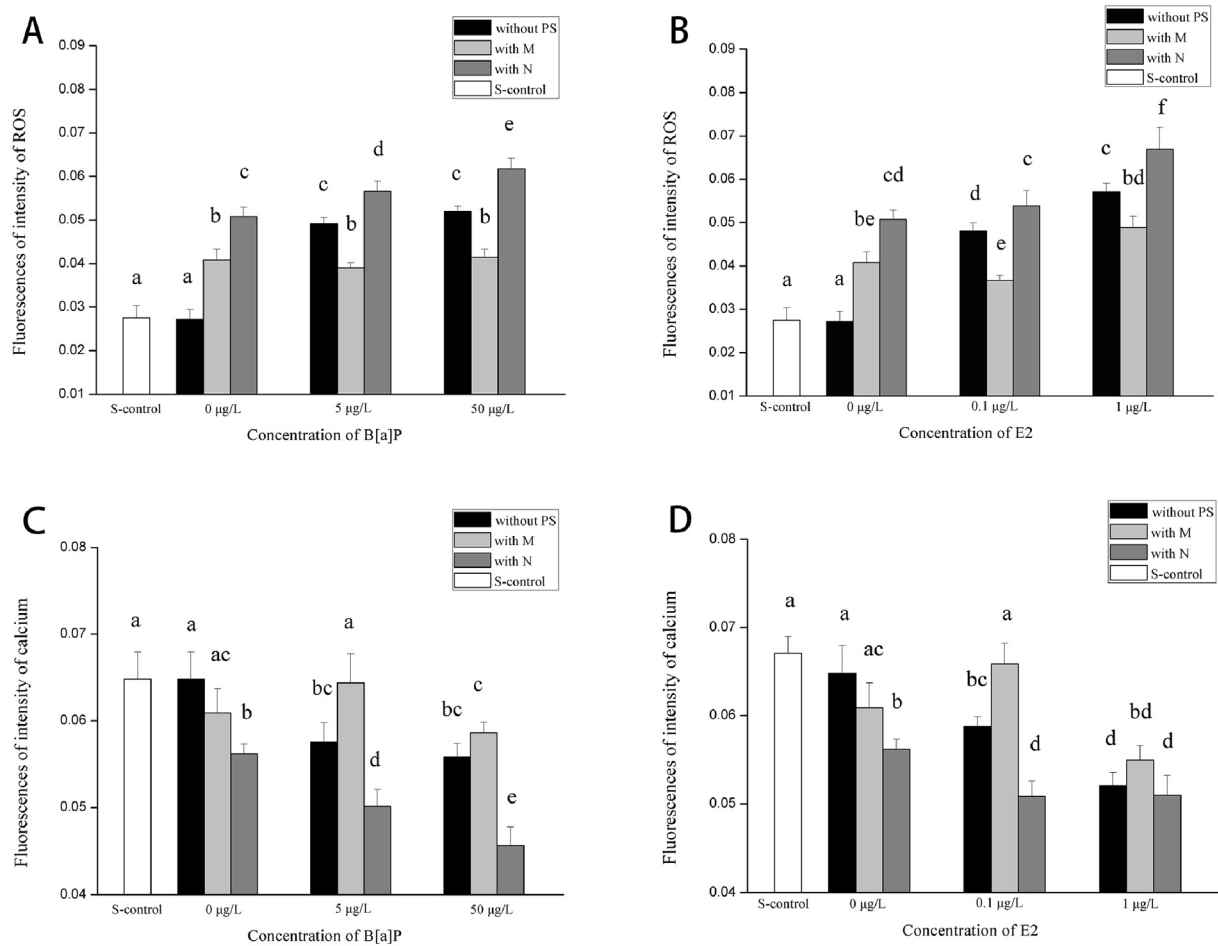 A
without PS
with M
with N
S-control
0.09
0.08
0.07
0.06
0.05
0.04
0.03
0.02
0.01
Fluorescences of intensity of ROS
a
a
b
c
c
b
d
c
b
e
S-control
0 μg/L
5 μg/L
50 μg/L
Concentration of B[a]P
B
without PS
with M
with N
S-control
0.09
0.08
0.07
0.06
0.05
0.04
0.03
0.02
0.01
Fluorescences of intensity of ROS
a
a
be
cd
d
e
c
c
bd
f
S-control
0 μg/L
0.1 μg/L
1 μg/L
Concentration of E2
C
without PS
with M
with N
S-control
0.08
0.07
0.06
0.05
0.04
Fluorescences of intensity of calcium
a
a
ac
b
bc
a
d
bc
c
e
S-control
0 μg/L
5 μg/L
50 μg/L
Concentration of B[a]P
D
without PS
with M
with N
S-control
0.08
0.07
0.06
0.05
0.04
Fluorescences of intensity of calcium
a
a
ac
b
bc
a
d
d
bd
d
S-control
0 μg/L
0.1 μg/L
1 μg/L
Concentration of E2